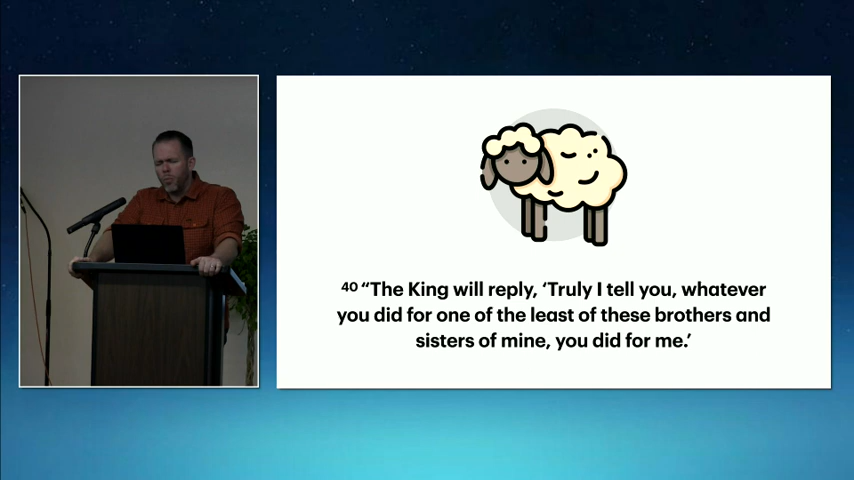 40 “The King will reply, ‘Truly I tell you, whatever
you did for one of the least of these brothers and
sisters of mine, you did for me.’